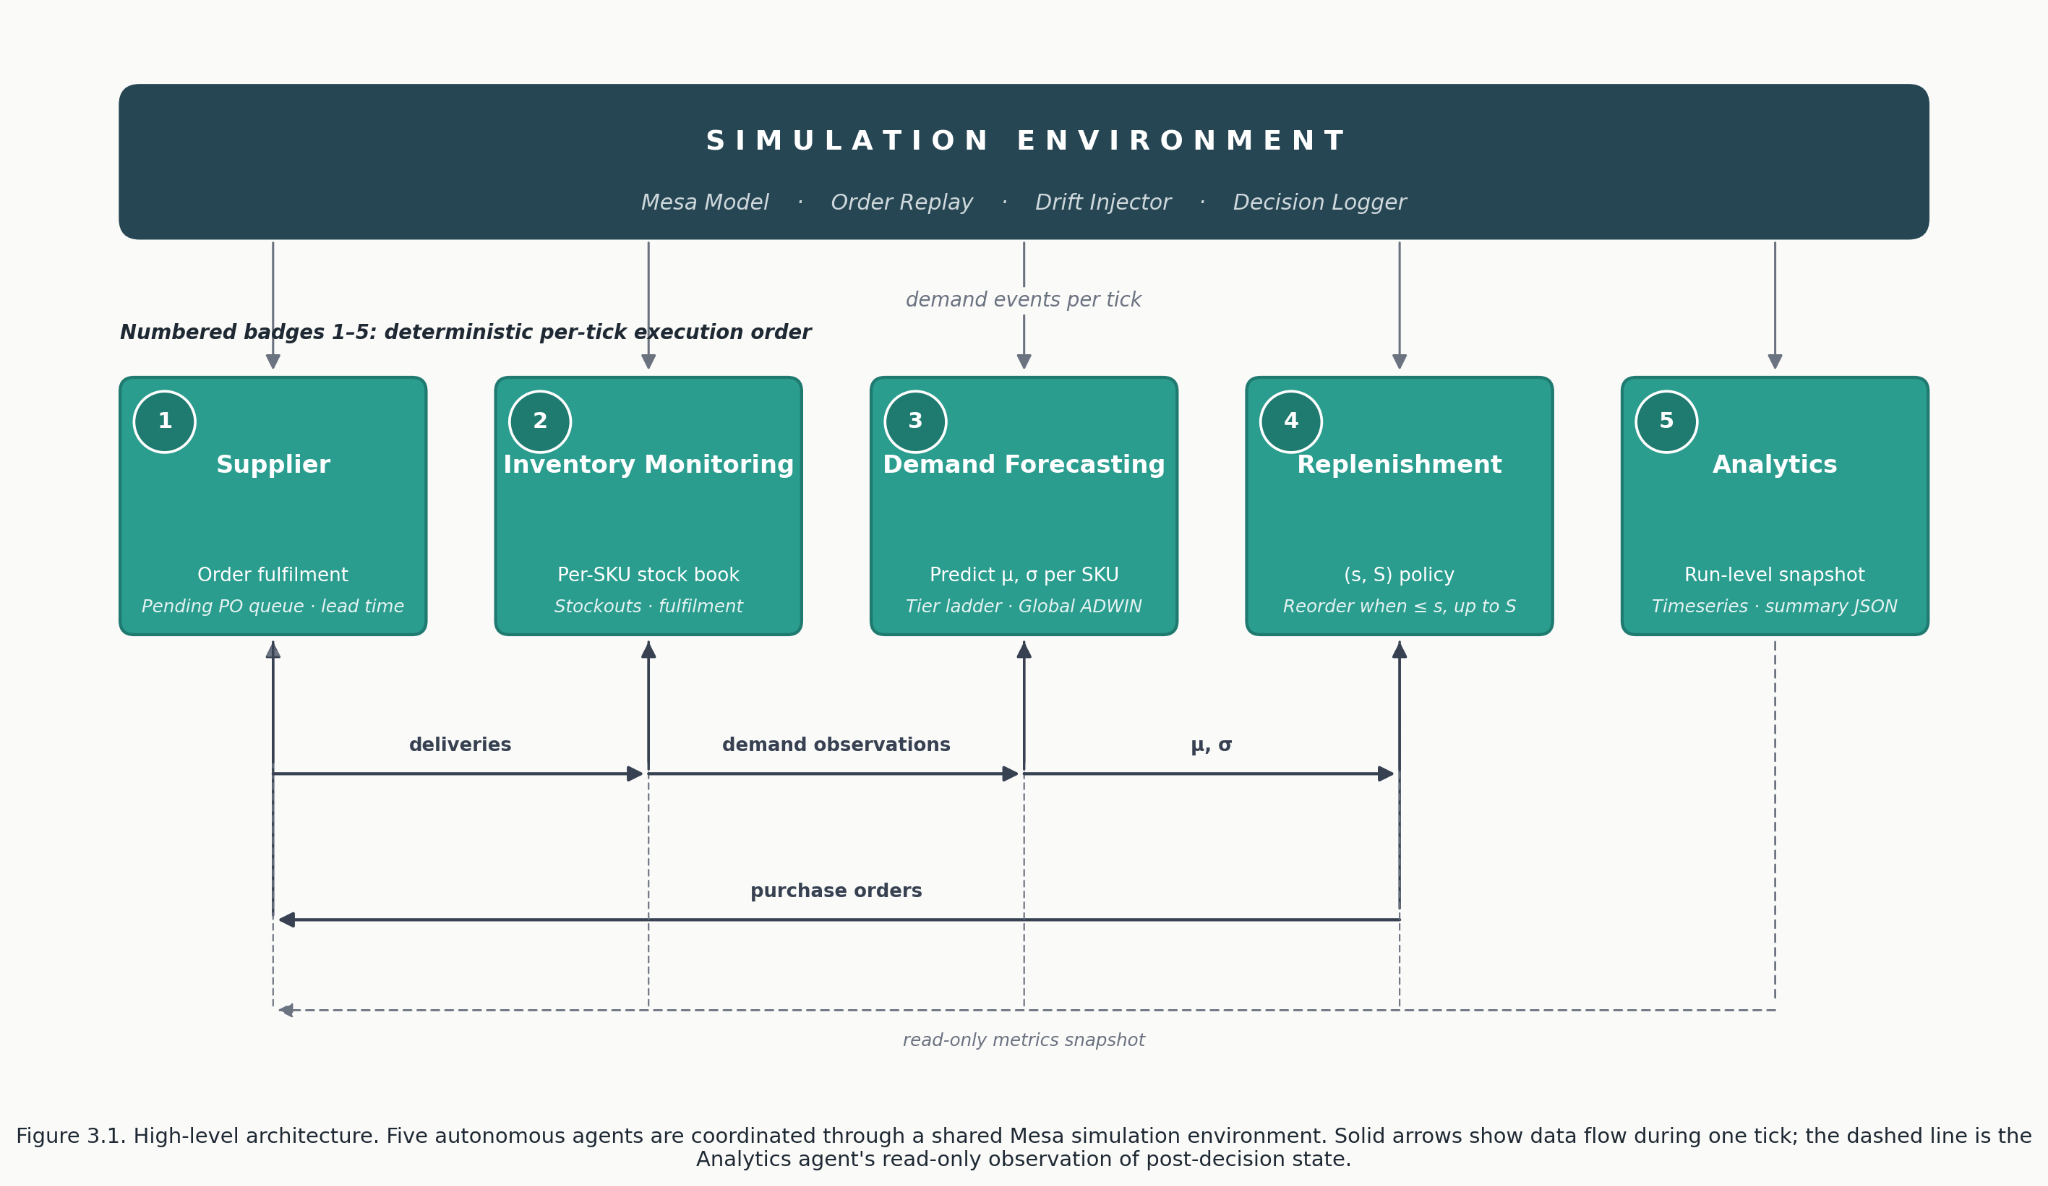 SIMULATION ENVIRONMENT
Mesa Model · Order Replay · Drift Injector · Decision Logger
demand events per tick
Numbered badges 1–5: deterministic per-tick execution order
1
Supplier
Order fulfilment
Pending PO queue · lead time
2
Inventory Monitoring
Per-SKU stock book
Stockouts · fulfilment
3
Demand Forecasting
Predict μ, σ per SKU
Tier ladder · Global ADWIN
4
Replenishment
(s, S) policy
Reorder when ≤ s, up to S
5
Analytics
Run-level snapshot
Timeseries · summary JSON
deliveries
demand observations
μ, σ
purchase orders
read-only metrics snapshot
Figure 3.1. High-level architecture. Five autonomous agents are coordinated through a shared Mesa simulation environment. Solid arrows show data flow during one tick; the dashed line is the
Analytics agent's read-only observation of post-decision state.